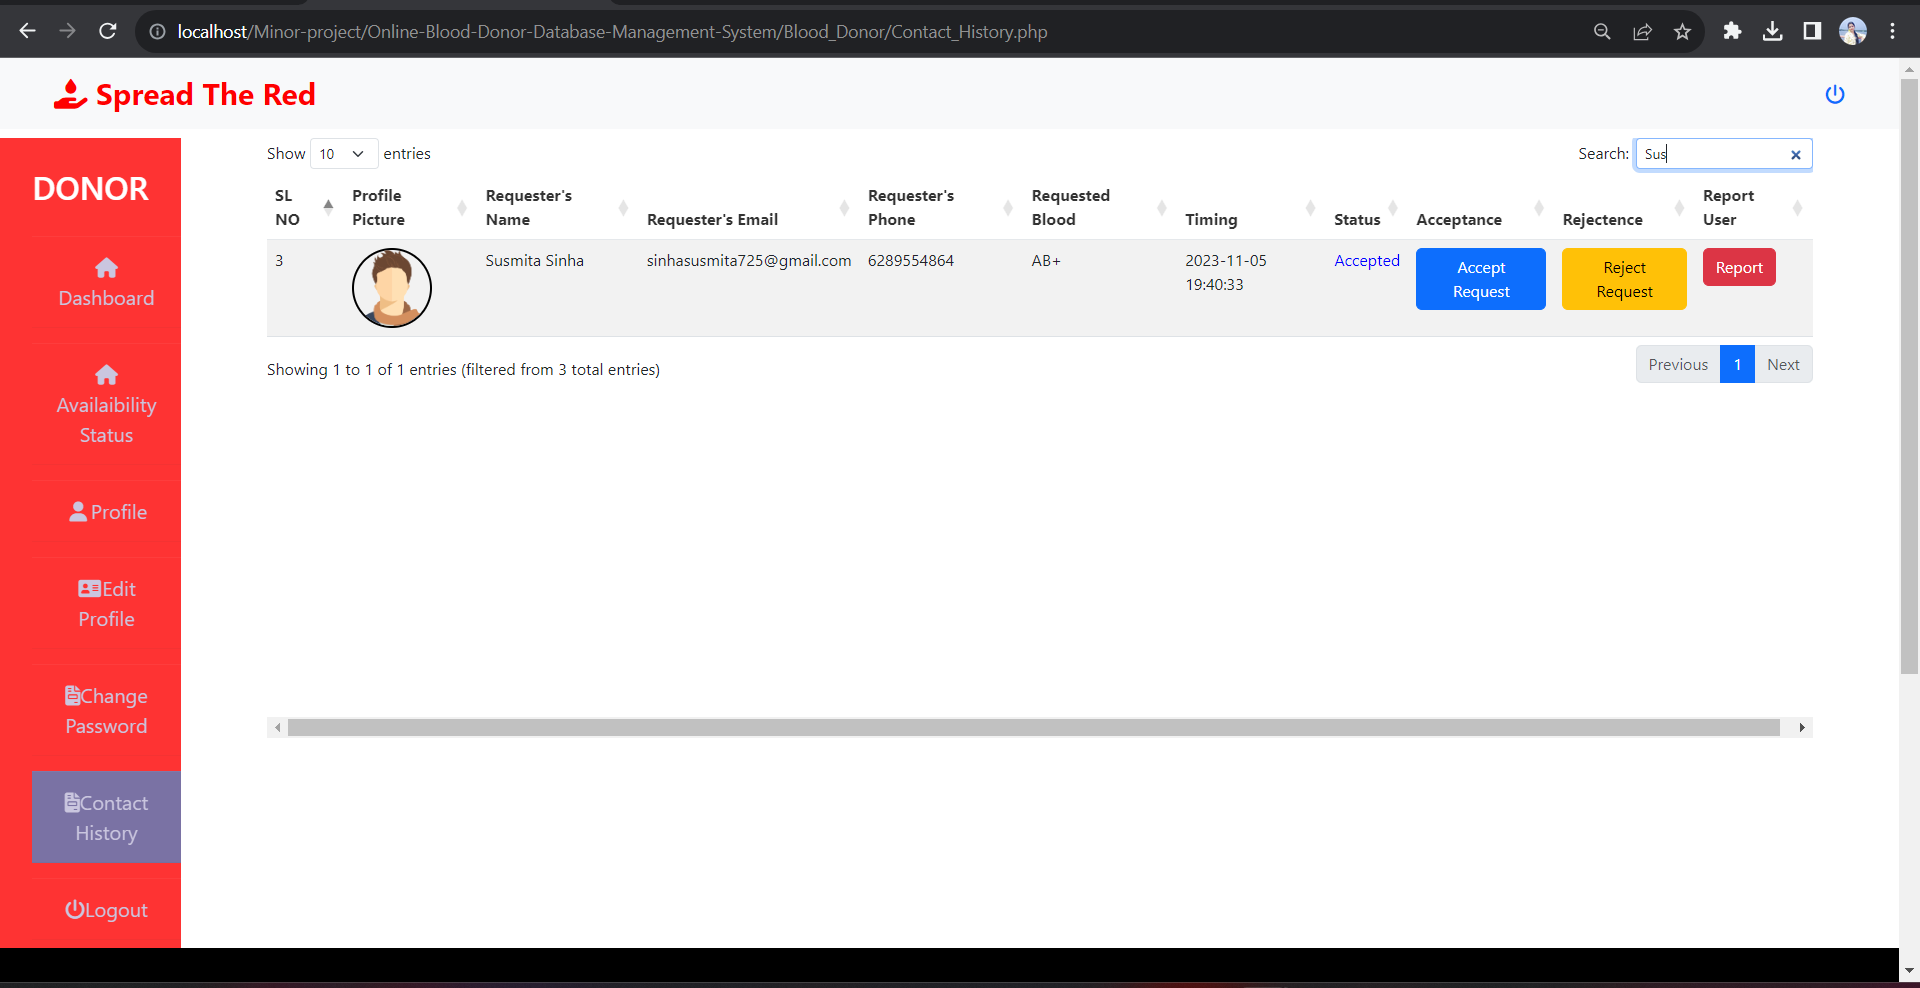 localhost/Minor-project/Online-Blood-Donor-Database-Management-System/Blood_Donor/Contact_History.php
Spread The Red
DONOR
Dashboard
Availaibility
Status
Profile
Edit
Profile
Change
Password
Contact
History
Logout
Show 10 entries
Search: Sus
SL NO
Profile Picture
Requester's Name
Requester's Email
Requester's Phone
Requested Blood
Timing
Status
Acceptance
Rejectence
Report User
3
Susmita Sinha
sinhasusmita725@gmail.com
6289554864
AB+
2023-11-05
19:40:33
Accepted
Accept
Request
Reject
Request
Report
Showing 1 to 1 of 1 entries (filtered from 3 total entries)
Previous 1 Next